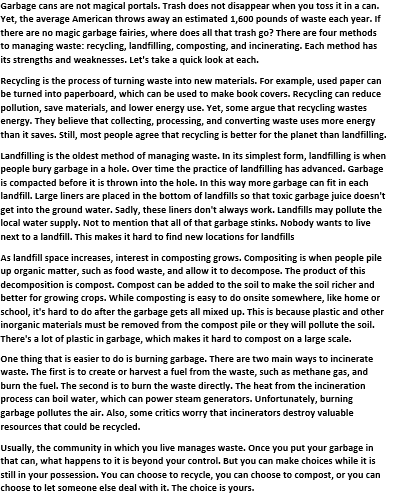 Garbage cans are not magical portals. Trash does not disappear when you toss it in a can.
Yet, the average American throws away an estimated 1,600 pounds of waste each year. If
there are no magic garbage fairies, where does all that trash go? There are four methods
to managing waste: recycling, landfilling, composting, and incinerating. Each method has
its strengths and weaknesses. Let's take a quick look at each.
Recycling is the process of turning waste into new materials. For example, used paper can
be turned into paperboard, which can be used to make book covers. Recycling can reduce
pollution, save materials, and lower energy use. Yet, some argue that recycling wastes
energy. They believe that collecting, processing, and converting waste uses more energy
than it saves. Still, most people agree that recycling is better for the planet than landfilling.
Landfilling is the oldest method of managing waste. In its simplest form, landfilling is when
people bury garbage in a hole. Over time the practice of landfilling has advanced. Garbage
is compacted before it is thrown into the hole. In this way more garbage can fit in each
landfill. Large liners are placed in the bottom of landfills so that toxic garbage juice doesn't
get into the ground water. Sadly, these liners don't always work. Landfills may pollute the
local water supply. Not to mention that all of that garbage stinks. Nobody wants to live
next to a landfill. This makes it hard to find new locations for landfills
As landfill space increases, interest in composting grows. Compositing is when people pile
up organic matter, such as food waste, and allow it to decompose. The product of this
decomposition is compost. Compost can be added to the soil to make the soil richer and
better for growing crops. While composting is easy to do onsite somewhere, like home or
school, it's hard to do after the garbage gets all mixed up. This is because plastic and other
inorganic materials must be removed from the compost pile or they will pollute the soil.
There's a lot of plastic in garbage, which makes it hard to compost on a large scale.
One thing that is easier to do is burning garbage. There are two main ways to incinerate
waste. The first is to create or harvest a fuel from the waste, such as methane gas, and
burn the fuel. The second is to burn the waste directly. The heat from the incineration
process can boil water, which can power steam generators. Unfortunately, burning
garbage pollutes the air. Also, some critics worry that incinerators destroy valuable
resources that could be recycled.
Usually, the community in which you live manages waste. Once you put your garbage in
that can, what happens to it is beyond your control. But you can make choices while it is
still in your possession. You can choose to recycle, you can choose to compost, or you can
choose to let someone else deal with it. The choice is yours.